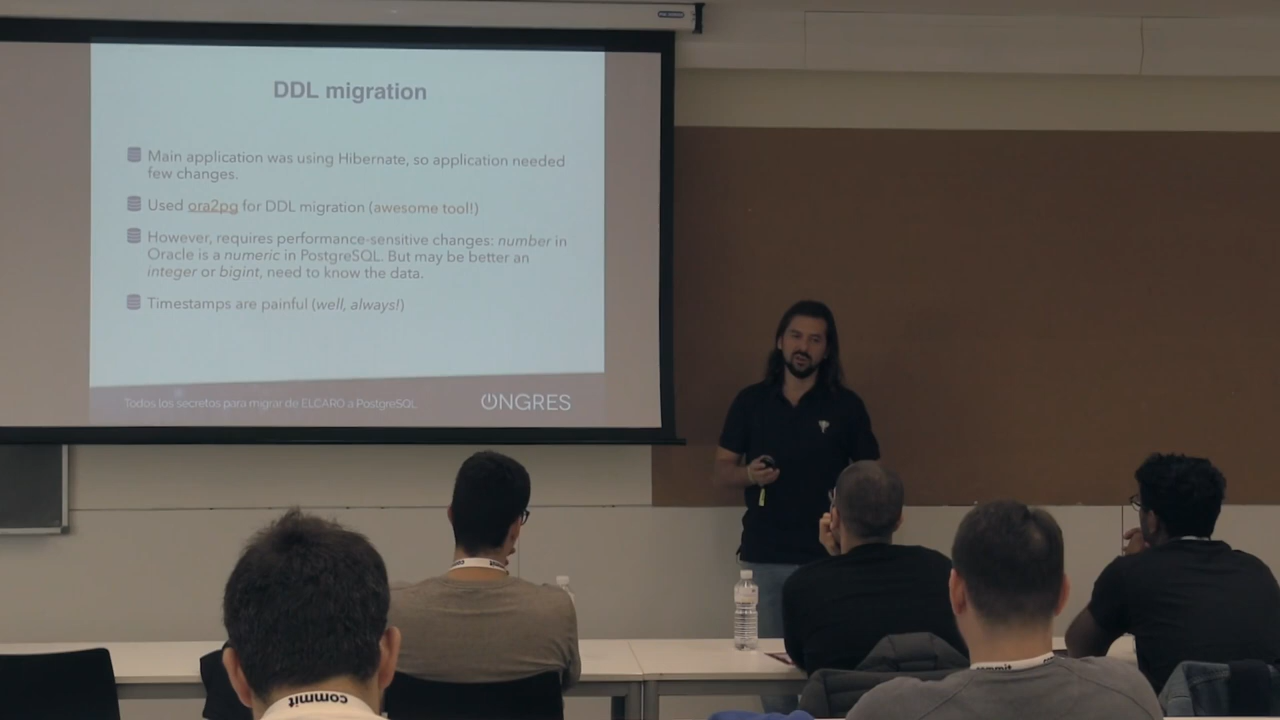 DDL migration
Main application was using Hibernate, so application needed
few changes.
Used ora2pg for DDL migration (awesome tool!)
However, requires performance-sensitive changes: number in
Oracle is a numeric in PostgreSQL. But may be better an
integer or bigint, need to know the data.
Timestamps are painful (well, always!)
Todos los secretos para migrar de ELCARO a PostgreSQL
ONGRES
commit
commit
commit